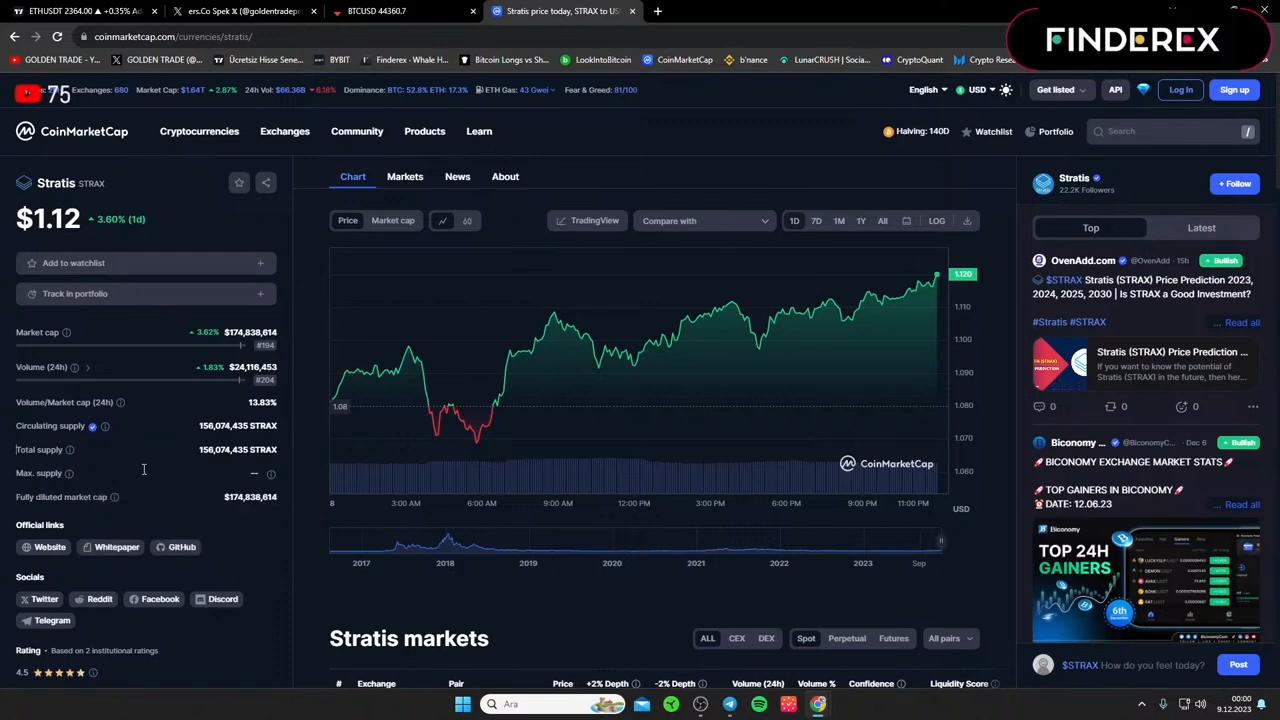 ETHUSDT 2364.00 ▲ +0.35% Ad
ers.Co Spek X (@goldentradepro
BTCUSD 44360.7
Stratis price today, STRAX to US
coinmarketcap.com/currencies/stratis/
FINDEREX
GOLDEN TRADE - Y...
GOLDEN TRADE (@...
Ücretsiz Hisse Sene...
BYBIT
Finderex - Whale H...
Bitcoin Longs vs Sh...
LookIntoBitcoin
CoinMarketCap
b'nance
LunarCRUSH | Socia...
CryptoQuant
Crypto Resea
75
Exchanges: 680
Market Cap: $1.64T ▲ 2.87%
24h Vol: $66.36B ▼ 6.18%
Dominance: BTC: 52.8% ETH: 17.3%
ETH Gas: 43 Gwei
Fear & Greed: 81/100
English
USD
Get listed
API
Log In
Sign up
CoinMarketCap
Cryptocurrencies
Exchanges
Community
Products
Learn
Halving: 140D
Watchlist
Portfolio
Search
/
Stratis STRAX
$1.12 ▲ 3.60% (1d)
Add to watchlist +
Track in portfolio +
Market cap ▲ 3.62% $174,838,614
#194
Volume (24h) ▲ 1.83% $24,116,453
#204
Volume/Market cap (24h) 13.83%
Circulating supply 156,074,435 STRAX
Total supply 156,074,435 STRAX
Max. supply --
Fully diluted market cap $174,838,614
Official links
Website Whitepaper GitHub
Socials
Twitter Reddit Facebook Discord
Telegram
Rating · Based on 2 institutional ratings
4.5 ★★★★★
Chart Markets News About
Price Market cap
TradingView
Compare with
1D 7D 1M 1Y All LOG
1.120
1.110
1.100
1.090
1.08
1.080
1.070
1.060
CoinMarketCap
8 3:00 AM 6:00 AM 9:00 AM 12:00 PM 3:00 PM 6:00 PM 9:00 PM 11:00 PM
USD
2017 2018 2019 2020 2021 2022 2023 Sep
Stratis markets
ALL CEX DEX Spot Perpetual Futures All pairs
# Exchange Pair Price +2% Depth -2% Depth Volume (24h) Volume % Confidence Liquidity Score
Stratis
22.2K Followers
+ Follow
Top Latest
OvenAdd.com @OvenAdd · 15h Bullish
$STRAX Stratis (STRAX) Price Prediction 2023,
2024, 2025, 2030 | Is STRAX a Good Investment?
#Stratis #STRAX ... Read all
Stratis (STRAX) Price Prediction ...
If you want to know the potential of
Stratis (STRAX) in the future, then her...
0 0 0
Biconomy ... @BiconomyC... · Dec 6 Bullish
🚀 BICONOMY EXCHANGE MARKET STATS🚀
🚀 TOP GAINERS IN BICONOMY🚀
⏰DATE: 12.06.23 ... Read all
Biconomy
TOP 24H
GAINERS
6th
$STRAX How do you feel today?
Post
Ara
00:00
9.12.2023